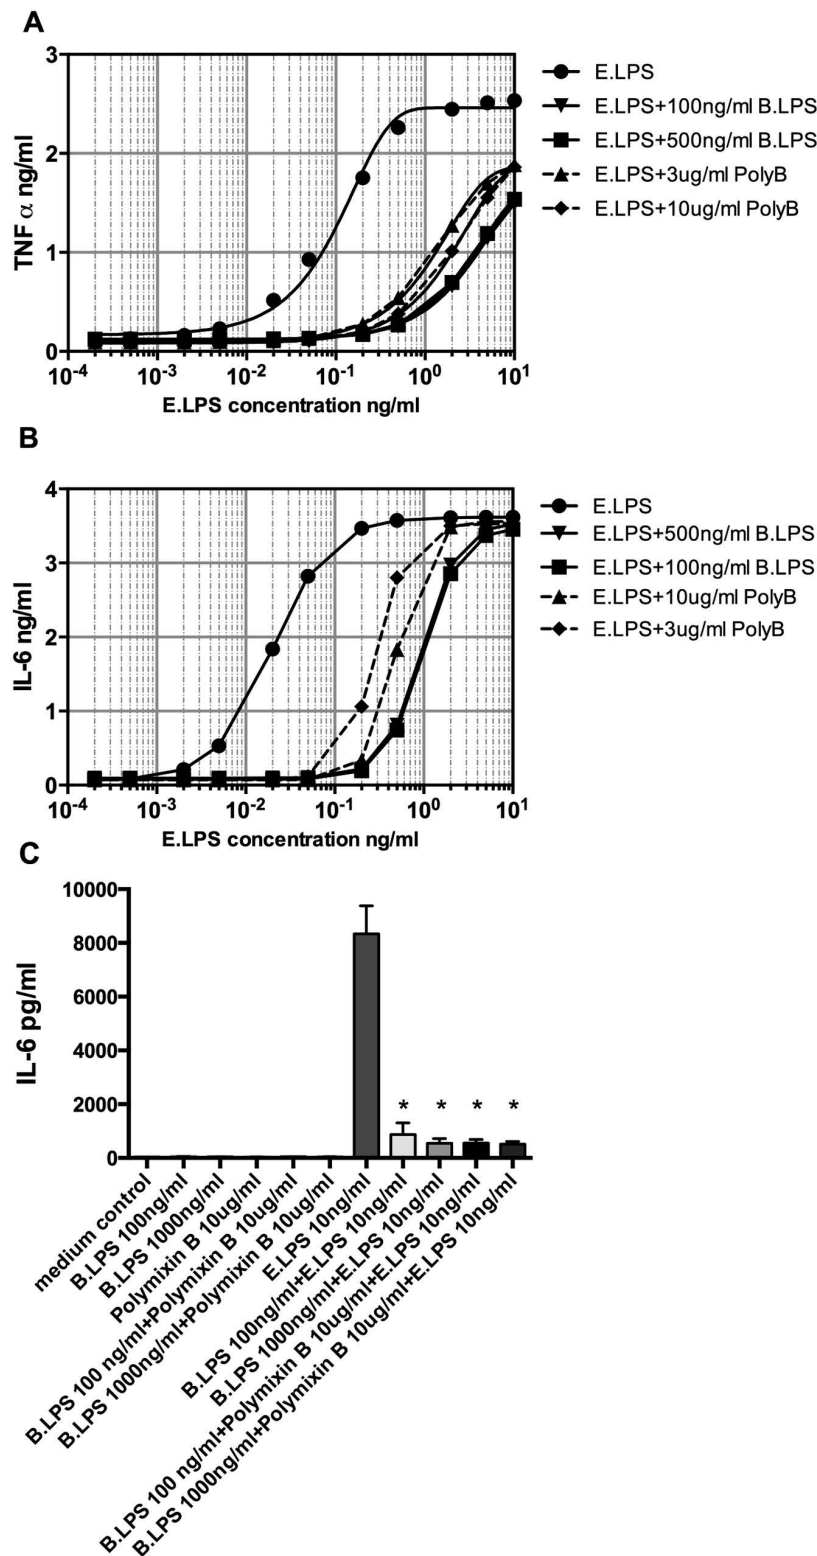 A
3
2
1
0
TNF α ng/ml
10-4
10-3
10-2
10-1
100
101
E.LPS concentration ng/ml
E.LPS
E.LPS+100ng/ml B.LPS
E.LPS+500ng/ml B.LPS
E.LPS+3ug/ml PolyB
E.LPS+10ug/ml PolyB
B
4
3
2
1
0
IL-6 ng/ml
10-4
10-3
10-2
10-1
100
101
E.LPS concentration ng/ml
E.LPS
E.LPS+500ng/ml B.LPS
E.LPS+100ng/ml B.LPS
E.LPS+10ug/ml PolyB
E.LPS+3ug/ml PolyB
C
10000
8000
6000
4000
2000
0
IL-6 pg/ml
* * * *
medium control
B.LPS 100ng/ml
B.LPS 1000ng/ml
Polymixin B 10ug/ml
B.LPS 100 ng/ml+Polymixin B 10ug/ml
B.LPS 1000ng/ml+Polymixin B 10ug/ml
E.LPS 10ng/ml
B.LPS 100ng/ml+E.LPS 10ng/ml
B.LPS 1000ng/ml+E.LPS 10ng/ml
B.LPS 100 ng/ml+Polymixin B 10ug/ml+E.LPS 10ng/ml
B.LPS 1000ng/ml+Polymixin B 10ug/ml+E.LPS 10ng/ml